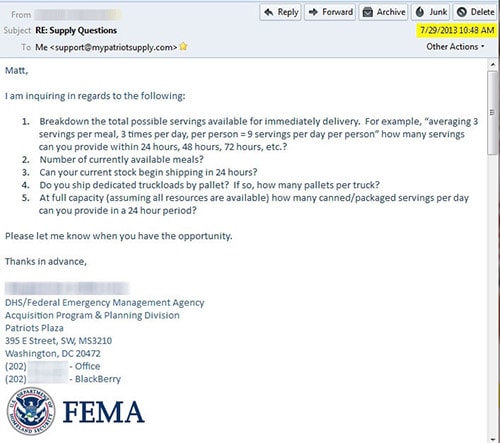 From
Reply Forward Archive Junk Delete
Subject RE: Supply Questions 7/29/2013 10:48 AM
To Me <support@mypatriotsupply.com> Other Actions
Matt,
I am inquiring in regards to the following:
1. Breakdown the total possible servings available for immediately delivery. For example, “averaging 3
servings per meal, 3 times per day, per person = 9 servings per day per person” how many servings
can you provide within 24 hours, 48 hours, 72 hours, etc.?
2. Number of currently available meals?
3. Can your current stock begin shipping in 24 hours?
4. Do you ship dedicated truckloads by pallet? If so, how many pallets per truck?
5. At full capacity (assuming all resources are available) how many canned/packaged servings per day
can you provide in a 24 hour period?
Please let me know when you have the opportunity.
Thanks in advance,
DHS/Federal Emergency Management Agency
Acquisition Program & Planning Division
Patriots Plaza
395 E Street, SW, MS3210
Washington, DC 20472
(202) - Office
(202) - BlackBerry
FEMA